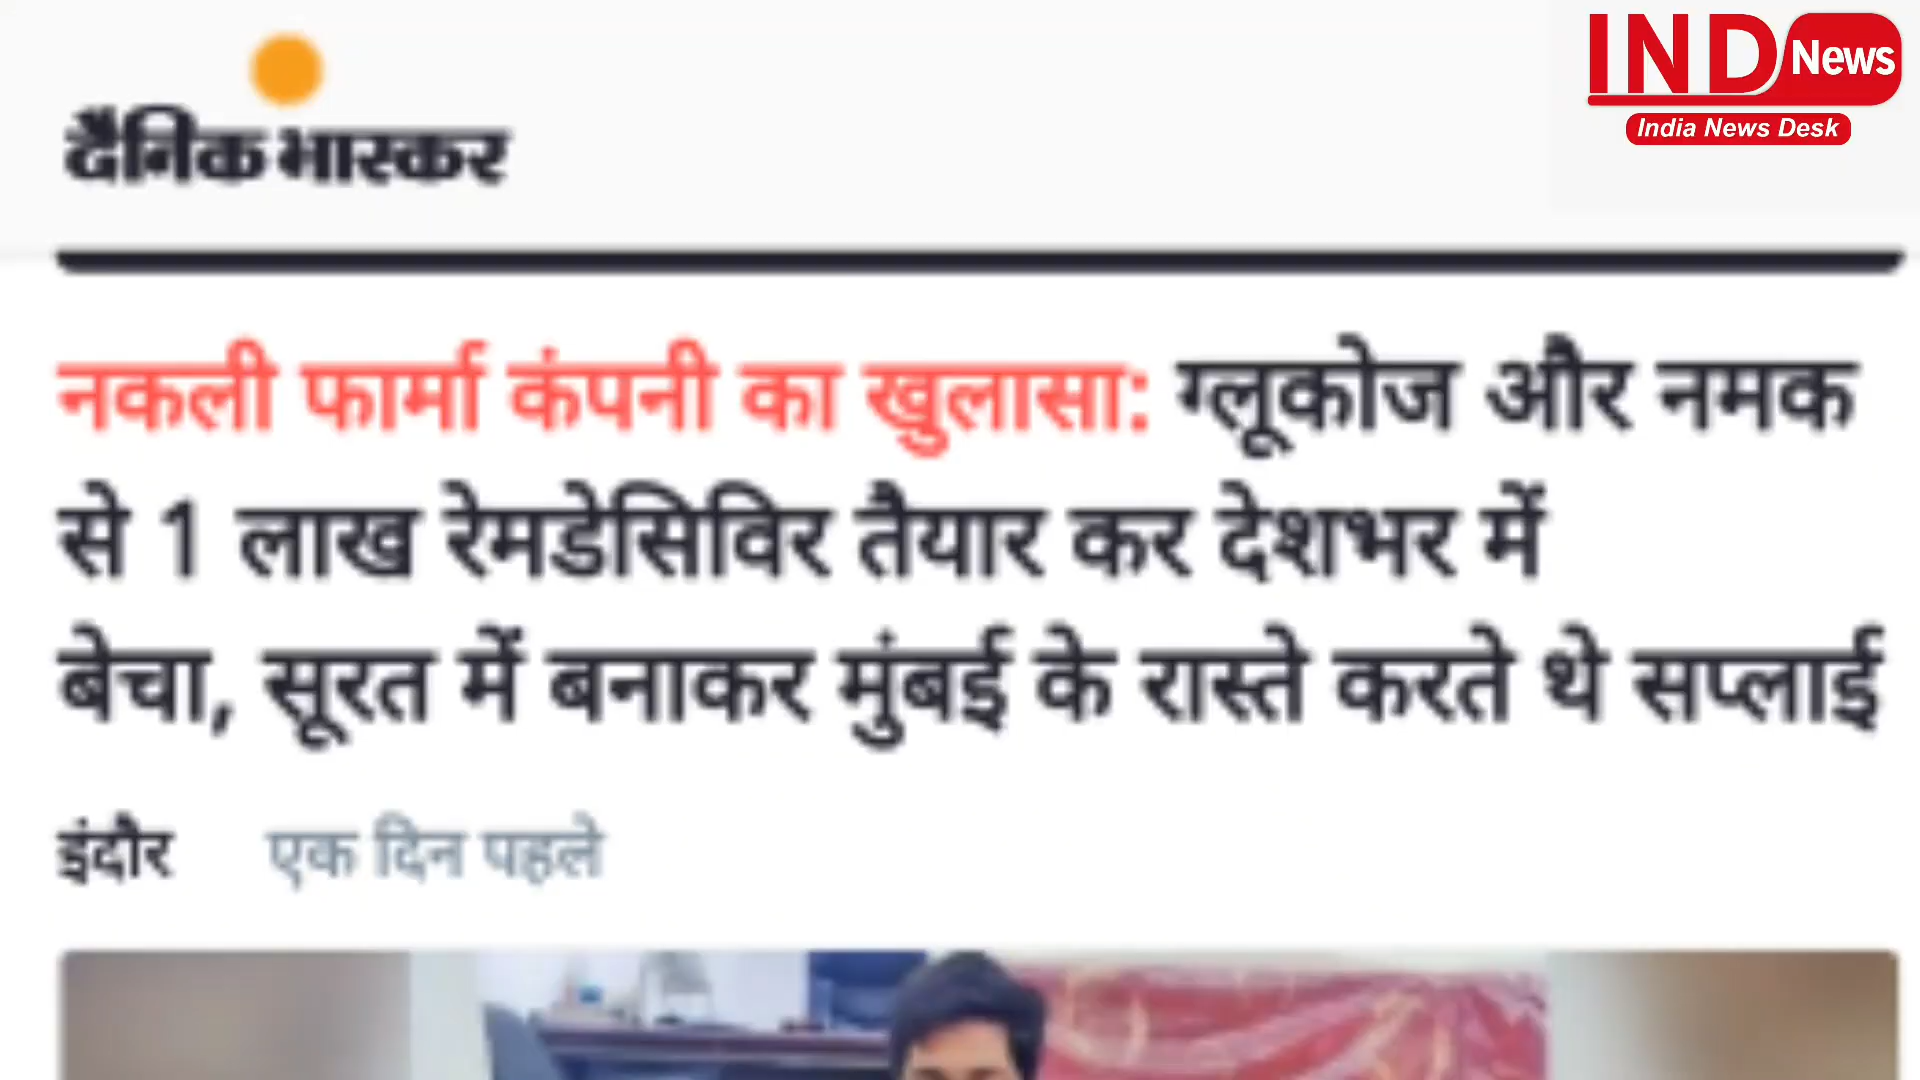 IND News
India News Desk
दैनिक भास्कर
नकली फार्मा कंपनी का खुलासा: ग्लूकोज और नमक
से 1 लाख रेमडेसिविर तैयार कर देशभर में
बेचा, सूरत में बनाकर मुंबई के रास्ते करते थे सप्लाई
इंदौर एक दिन पहले